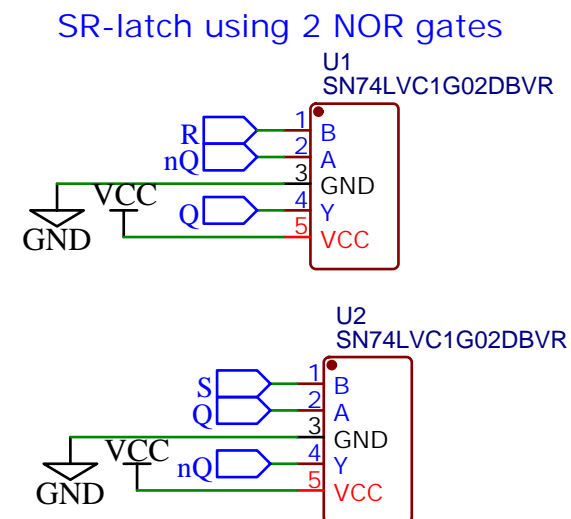 SR-latch using 2 NOR gates
U1
SN74LVC1G02DBVR
R 1 B
nQ 2 A
3 GND
VCC
Q 4 Y
GND
5 VCC
U2
SN74LVC1G02DBVR
S 1 B
Q 2 A
3 GND
VCC
nQ 4 Y
GND
5 VCC